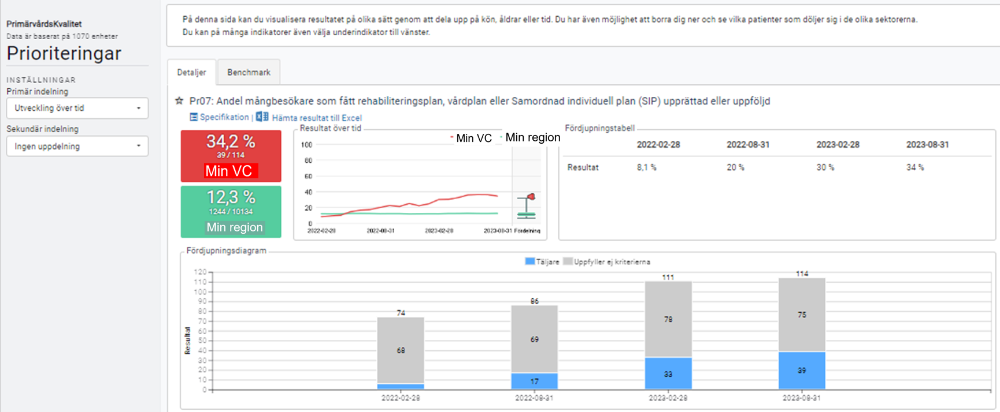 PrimärvårdsKvalitet
Data är baserat på 1070 enheter
Prioriteringar
INSTÄLLNINGAR
Primär indelning
Utveckling över tid
Sekundär indelning
Ingen uppdelning
På denna sida kan du visualisera resultatet på olika sätt genom att dela upp på kön, åldrar eller tid. Du har även möjlighet att borra dig ner och se vilka patienter som döljer sig i de olika sektorerna.
Du kan på många indikatorer även välja underindikator till vänster.
Detaljer Benchmark
Pr07: Andel mångbesökare som fått rehabiliteringsplan, vårdplan eller Samordnad individuell plan (SIP) upprättad eller uppföljd
Specifikation | Hämta resultat till Excel
34,2 %
39 / 114
Min VC
12,3 %
1244 / 10134
Min region
Resultat över tid
Min VC Min region
100
80
60
40
20
0
2022-02-28 2022-08-31 2023-02-28 2023-08-31 Fördelning
Fördjupningstabell
2022-02-28 2022-08-31 2023-02-28 2023-08-31
Resultat 8,1 % 20 % 30 % 34 %
Fördjupningsdiagram
Täljare Uppfyller ej kriterierna
Resultat
120
110
100
90
80
70
60
50
40
30
20
10
0
74
68
86
69
17
111
78
33
114
75
39
2022-02-28 2022-08-31 2023-02-28 2023-08-31